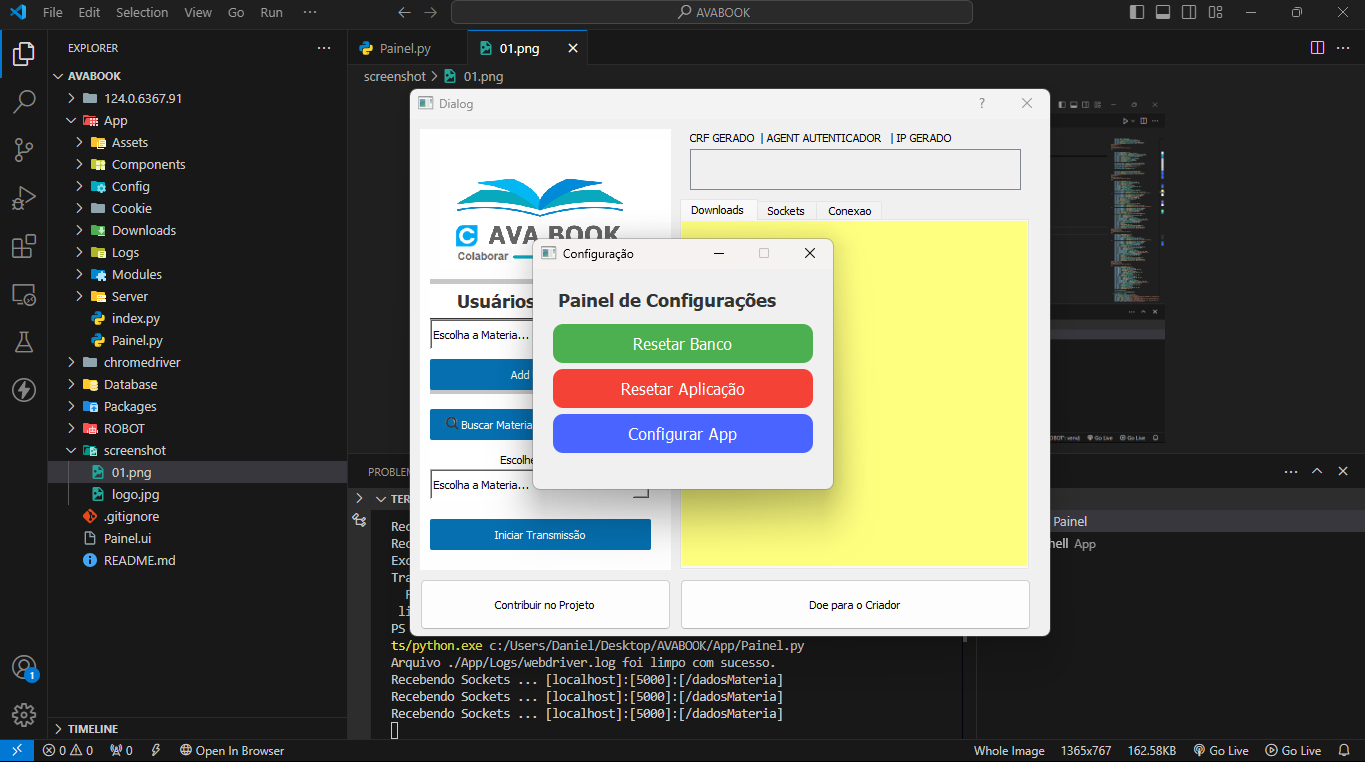 File Edit Selection View Go Run ··· AVABOOK
EXPLORER ···
AVABOOK
124.0.6367.91
App
Assets
Components
Config
Cookie
Downloads
Logs
Modules
Server
index.py
Painel.py
chromedriver
Database
Packages
ROBOT
screenshot
01.png
logo.jpg
.gitignore
Painel.ui
README.md
TIMELINE
Painel.py 01.png
screenshot > 01.png
Dialog ?
AVA BOOK
Colaborar
Usuários
Escolha a Materia...
Add
Buscar Materia
Escolhe
Escolha a Materia...
Iniciar Transmissão
Contribuir no Projeto
CRF GERADO | AGENT AUTENTICADOR | IP GERADO
Downloads Sockets Conexao
Doe para o Criador
Configuração
Painel de Configurações
Resetar Banco
Resetar Aplicação
Configurar App
PROBLEM
TER
Painel
hell App
Rec
Rec
Exc
Tra
F
li
PS
ts/python.exe c:/Users/Daniel/Desktop/AVABOOK/App/Painel.py
Arquivo ./App/Logs/webdriver.log foi limpo com sucesso.
Recebendo Sockets ... [localhost]:[5000]:[/dadosMateria]
Recebendo Sockets ... [localhost]:[5000]:[/dadosMateria]
Recebendo Sockets ... [localhost]:[5000]:[/dadosMateria]
1
0 0 0 Open In Browser Whole Image 1365x767 162.58KB Go Live Go Live